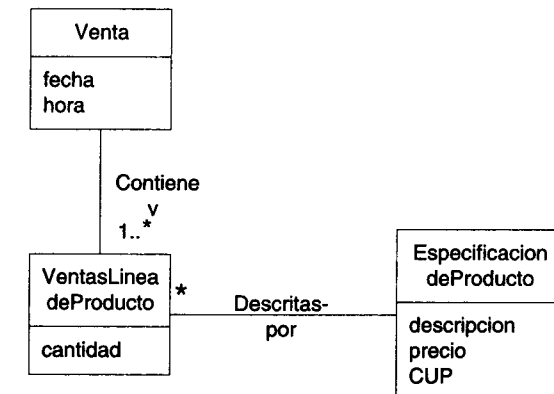 Venta
fecha
hora
Contiene
v
1..*
VentasLinea
deProducto
cantidad
*
Descritas-
por
Especificacion
deProducto
descripcion
precio
CUP